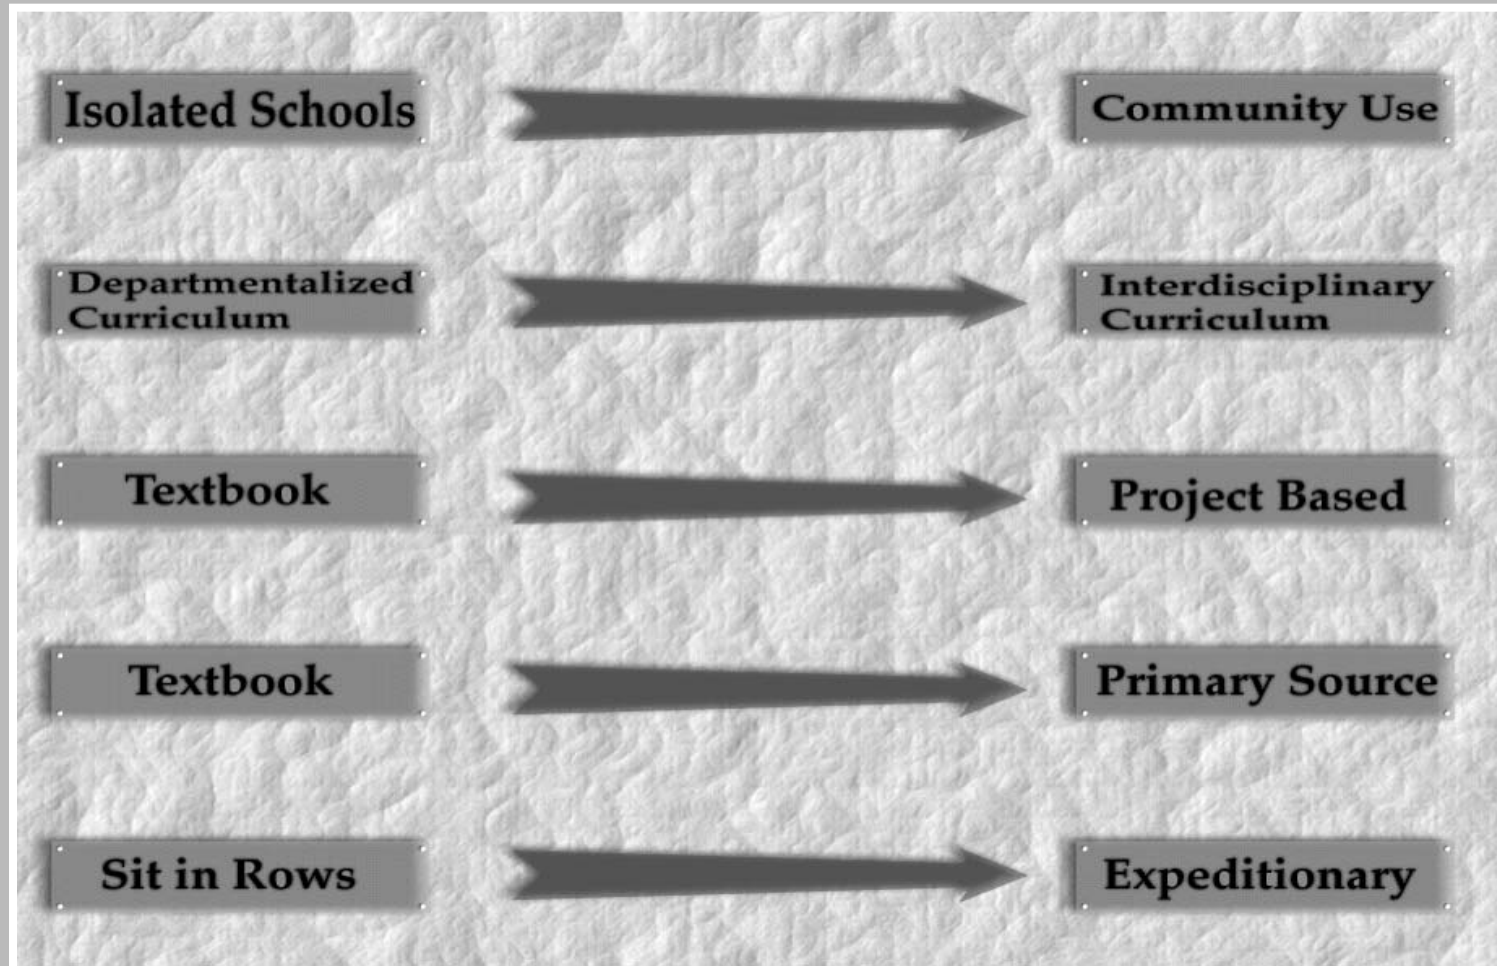 Isolated Schools
Community Use
Departmentalized
Curriculum
Interdisciplinary
Curriculum
Textbook
Project Based
Textbook
Primary Source
Sit in Rows
Expeditionary